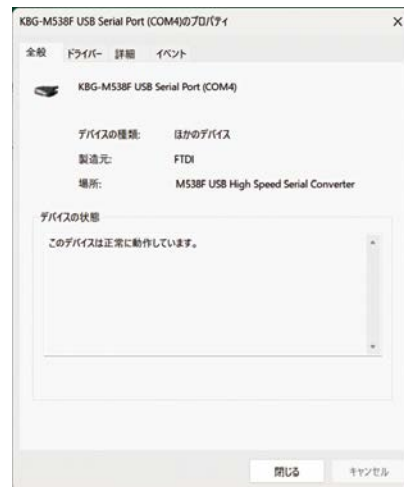 KBG-M538F USB Serial Port (COM4)のプロパティ
全般 ドライバー 詳細 イベント
KBG-M538F USB Serial Port (COM4)
デバイスの種類: ほかのデバイス
製造元: FTDI
場所: M538F USB High Speed Serial Converter
デバイスの状態
このデバイスは正常に動作しています。
閉じる キャンセル